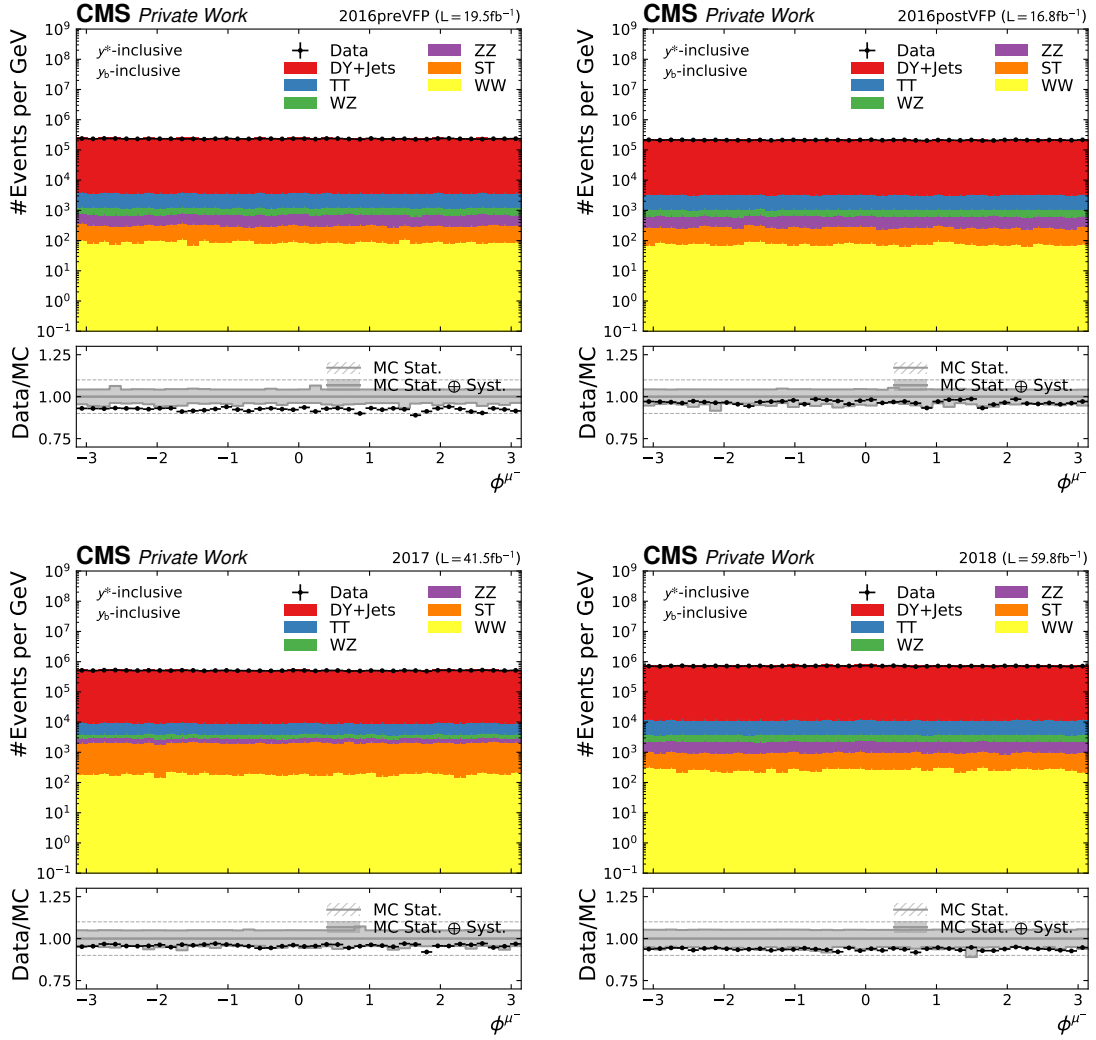 CMS Private Work 2016preVFP (L = 19.5fb⁻¹)
#Events per GeV
10⁹
10⁸
10⁷
10⁶
10⁵
10⁴
10³
10²
10¹
10⁰
10⁻¹
y*-inclusive
y_b-inclusive
Data
DY+Jets
TT
WZ
ZZ
ST
WW
Data/MC
1.25
1.00
0.75
MC Stat.
MC Stat. ⊕ Syst.
−3 −2 −1 0 1 2 3
ϕ^μ⁻
CMS Private Work 2016postVFP (L = 16.8fb⁻¹)
#Events per GeV
10⁹
10⁸
10⁷
10⁶
10⁵
10⁴
10³
10²
10¹
10⁰
10⁻¹
y*-inclusive
y_b-inclusive
Data
DY+Jets
TT
WZ
ZZ
ST
WW
Data/MC
1.25
1.00
0.75
MC Stat.
MC Stat. ⊕ Syst.
−3 −2 −1 0 1 2 3
ϕ^μ⁻
CMS Private Work 2017 (L = 41.5fb⁻¹)
#Events per GeV
10⁹
10⁸
10⁷
10⁶
10⁵
10⁴
10³
10²
10¹
10⁰
10⁻¹
y*-inclusive
y_b-inclusive
Data
DY+Jets
TT
WZ
ZZ
ST
WW
Data/MC
1.25
1.00
0.75
MC Stat.
MC Stat. ⊕ Syst.
−3 −2 −1 0 1 2 3
ϕ^μ⁻
CMS Private Work 2018 (L = 59.8fb⁻¹)
#Events per GeV
10⁹
10⁸
10⁷
10⁶
10⁵
10⁴
10³
10²
10¹
10⁰
10⁻¹
y*-inclusive
y_b-inclusive
Data
DY+Jets
TT
WZ
ZZ
ST
WW
Data/MC
1.25
1.00
0.75
MC Stat.
MC Stat. ⊕ Syst.
−3 −2 −1 0 1 2 3
ϕ^μ⁻